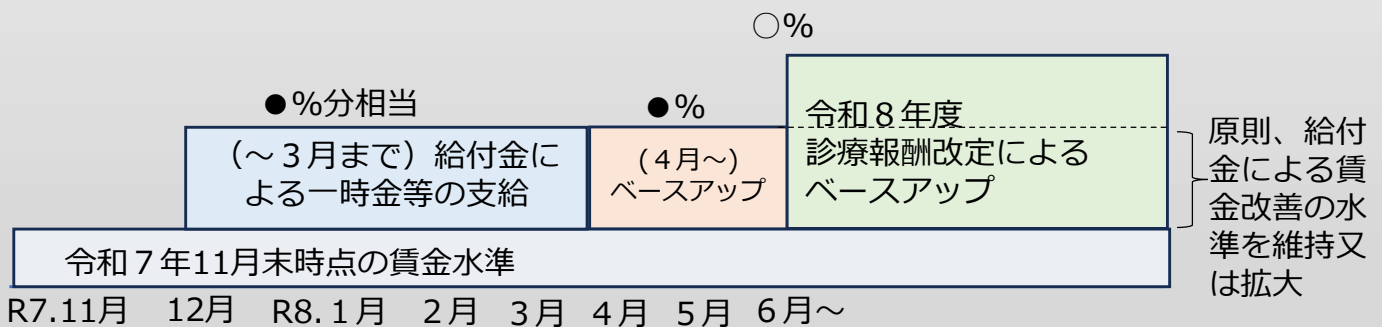 ○%
●%分相当
●%
（～３月まで）給付金に
よる一時金等の支給
(４月～)
ベースアップ
令和８年度
診療報酬改定による
ベースアップ
原則、給付
金による賃
金改善の水
準を維持又
は拡大
令和７年11月末時点の賃金水準
R7.11月 12月 R8.１月 ２月 ３月 ４月 ５月 ６月～